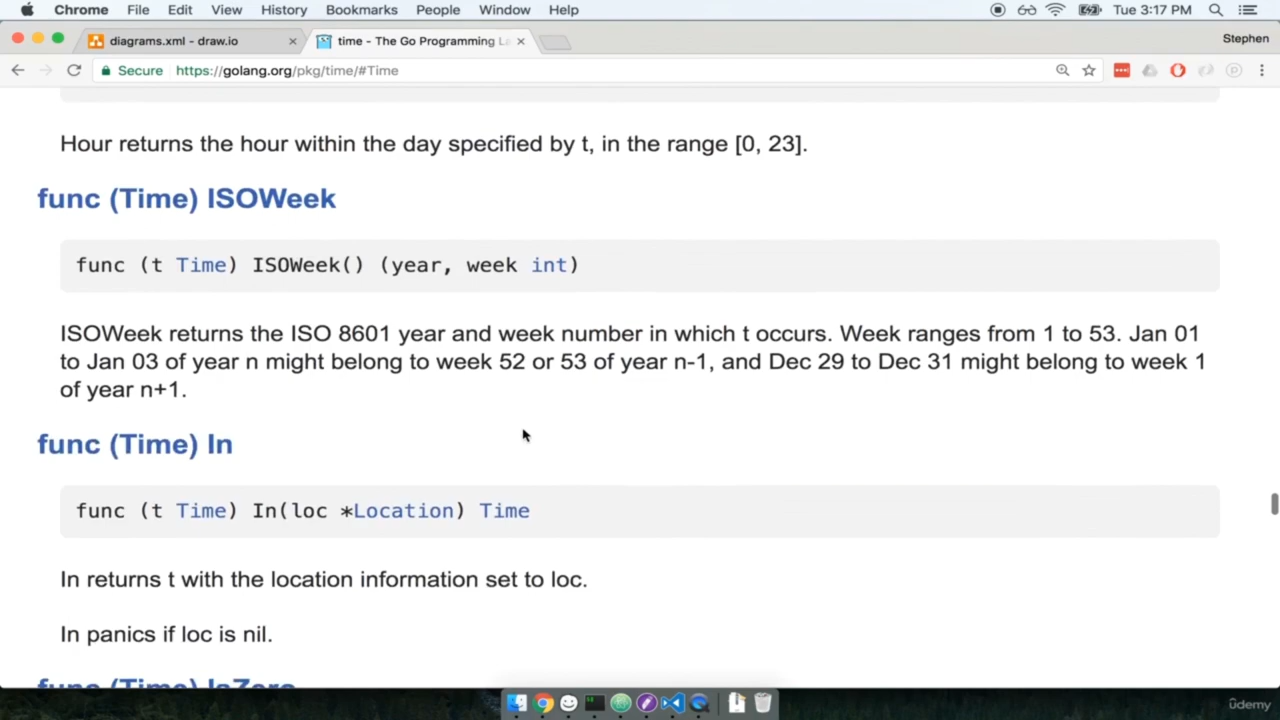 Chrome File Edit View History Bookmarks People Window Help Tue 3:17 PM
diagrams.xml - draw.io time - The Go Programming La Stephen
Secure https://golang.org/pkg/time/#Time
Hour returns the hour within the day specified by t, in the range [0, 23].
func (Time) ISOWeek
func (t Time) ISOWeek() (year, week int)
ISOWeek returns the ISO 8601 year and week number in which t occurs. Week ranges from 1 to 53. Jan 01
to Jan 03 of year n might belong to week 52 or 53 of year n-1, and Dec 29 to Dec 31 might belong to week 1
of year n+1.
func (Time) In
func (t Time) In(loc *Location) Time
In returns t with the location information set to loc.
In panics if loc is nil.
func (Time) IsZero
ûdemy